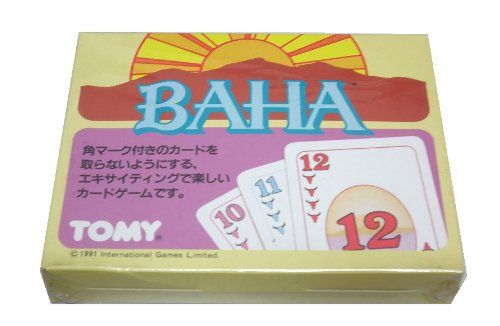 BAHA™
角マーク付きのカードを
取らないようにする、
エキサイティングで楽しい
カードゲームです。
10
11
12
12
TOMY®
©1991 International Games Limited.